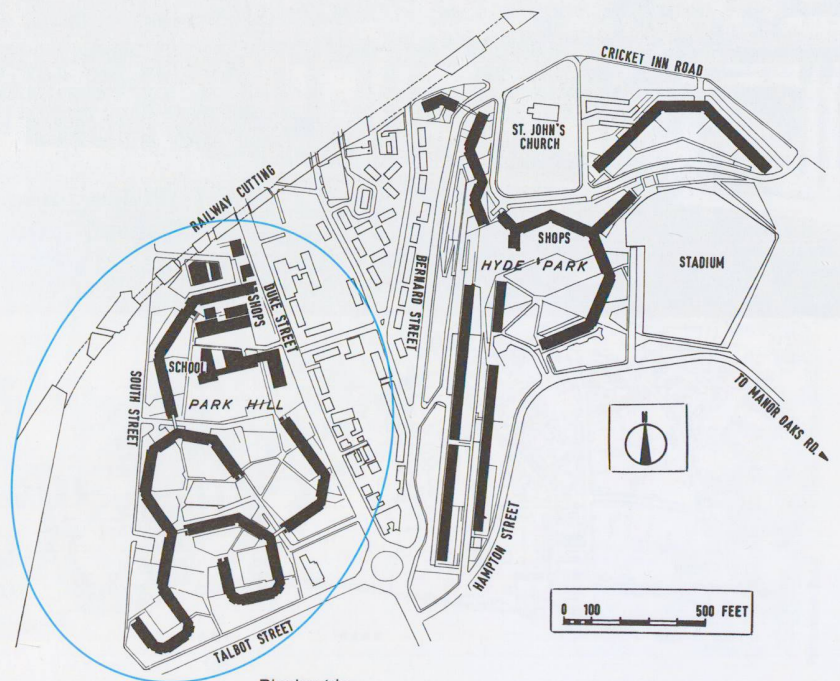 CRICKET INN ROAD
ST. JOHN'S
CHURCH
RAILWAY CUTTING
SHOPS
HYDE PARK
STADIUM
BERNARD STREET
SHOPS
DUKE STREET
SCHOOL
PARK HILL
SOUTH STREET
TO MANOR OAKS RD.
N
HAMPTON STREET
0 100 500 FEET
TALBOT STREET